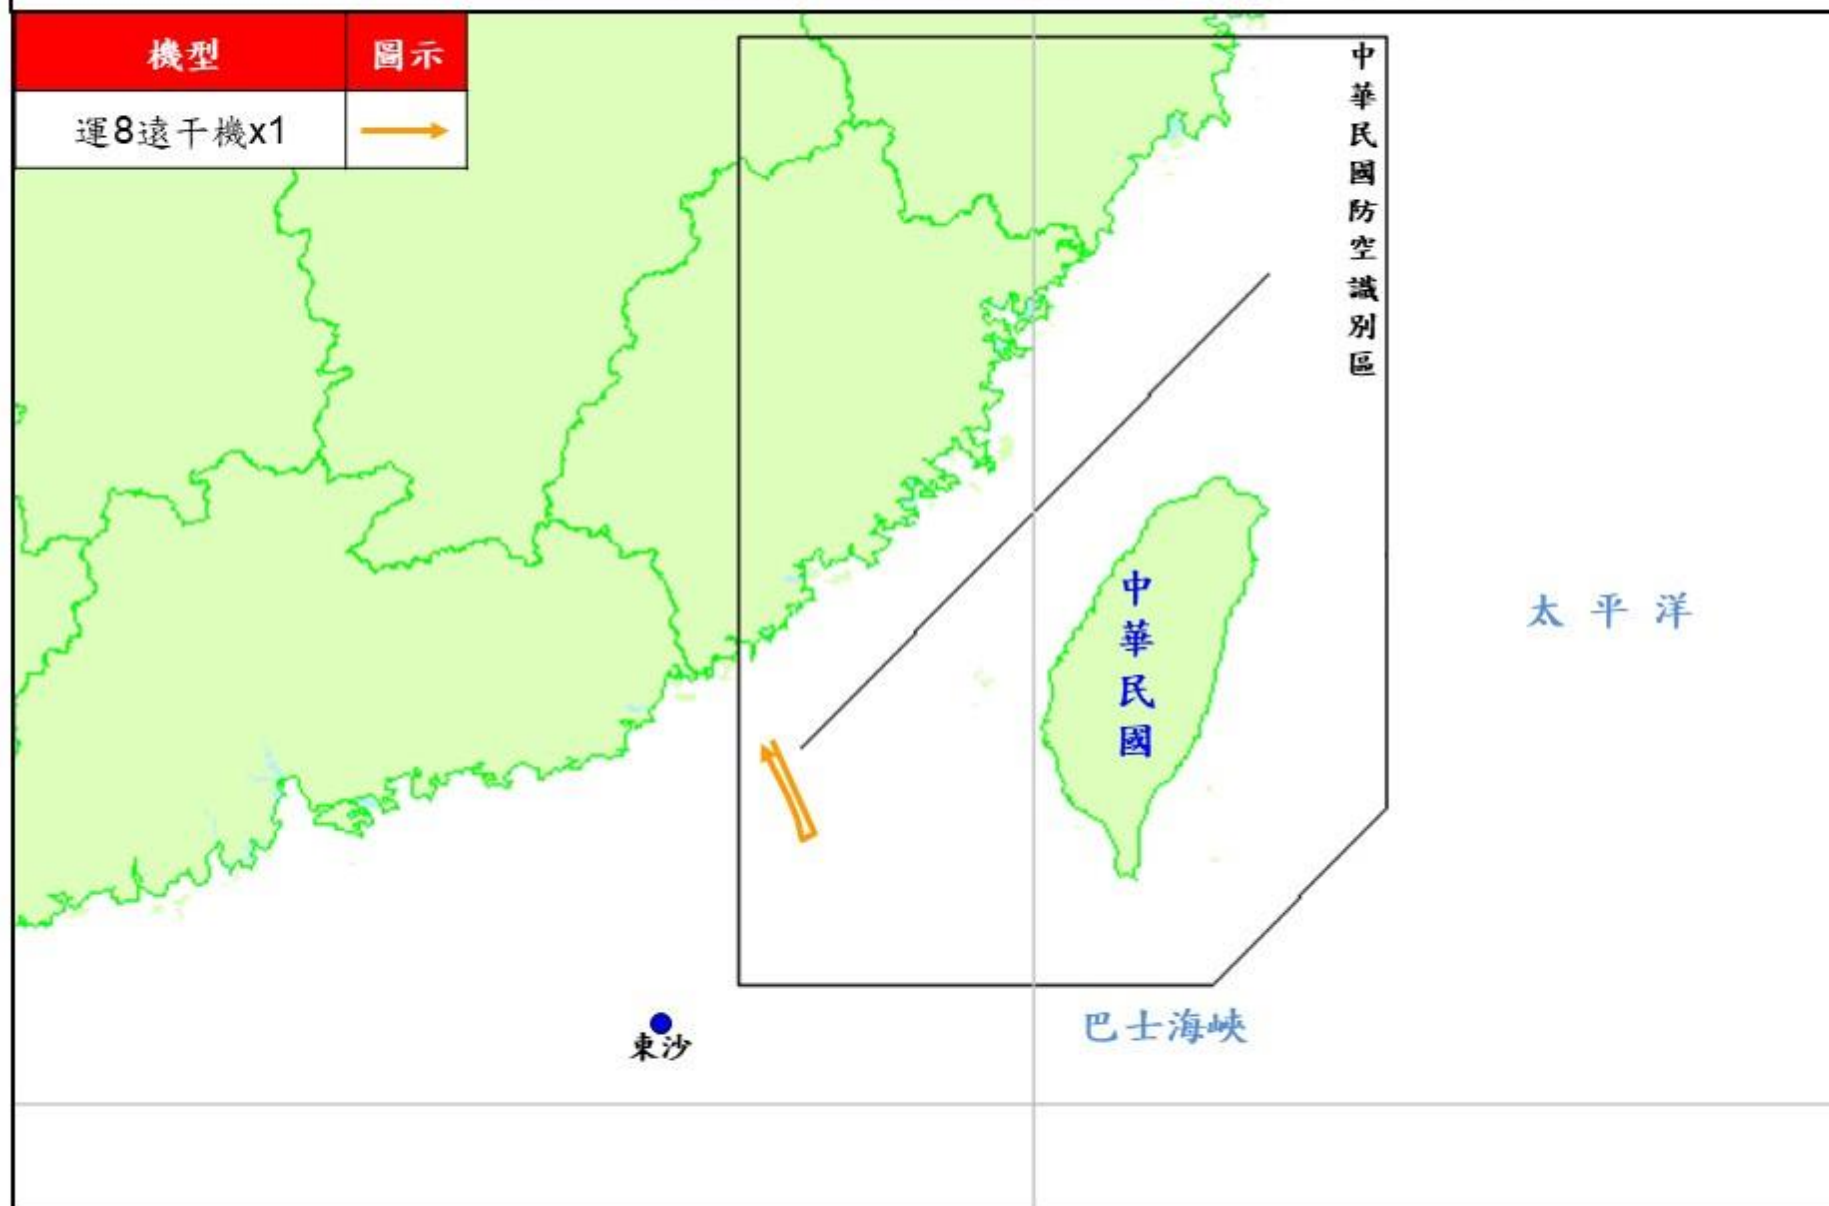 機型 圖示
運8遠干機x1
中華民國防空識別區
中華民國
太平洋
巴士海峽
東沙